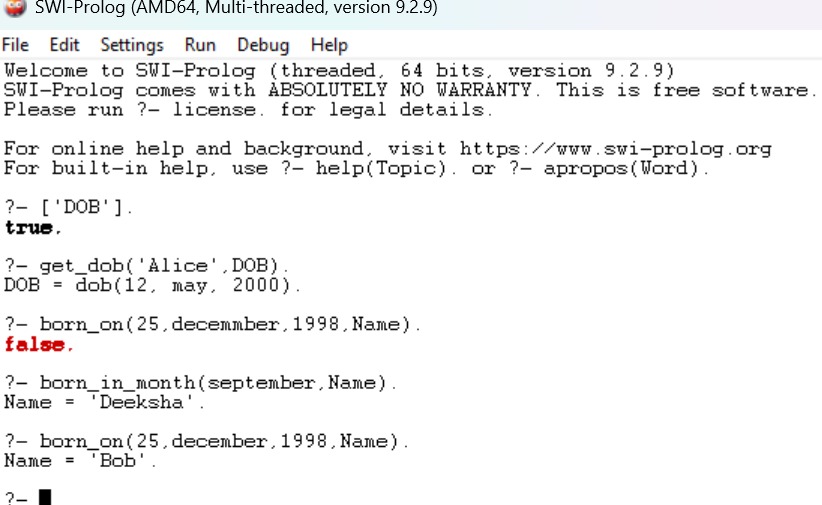 SWI-Prolog (AMD64, Multi-threaded, version 9.2.9)
File Edit Settings Run Debug Help
Welcome to SWI-Prolog (threaded, 64 bits, version 9.2.9)
SWI-Prolog comes with ABSOLUTELY NO WARRANTY. This is free software.
Please run ?- license. for legal details.
For online help and background, visit https://www.swi-prolog.org
For built-in help, use ?- help(Topic). or ?- apropos(Word).
?- ['DOB'].
true.
?- get_dob('Alice',DOB).
DOB = dob(12, may, 2000).
?- born_on(25,decemmber,1998,Name).
false.
?- born_in_month(september,Name).
Name = 'Deeksha'.
?- born_on(25,december,1998,Name).
Name = 'Bob'.
?-